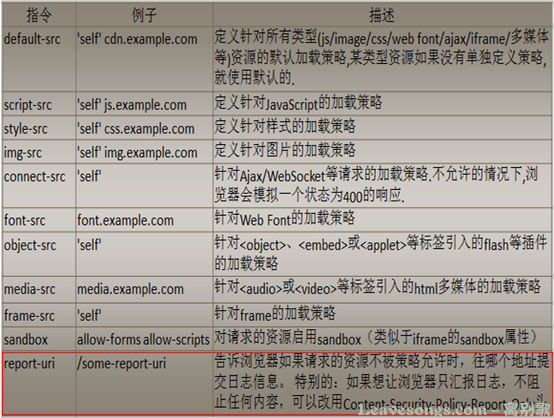 指令 例子 描述
default-src 'self' cdn.example.com 定义针对所有类型(js/image/css/web font/ajax/iframe/多媒体
等)资源的默认加载策略,某类型资源如果没有单独定义策略,
就使用默认的.
script-src 'self' js.example.com 定义针对JavaScript的加载策略
style-src 'self' css.example.com 定义针对样式的加载策略
img-src 'self' img.example.com 定义针对图片的加载策略
connect-src 'self' 针对Ajax/WebSocket等请求的加载策略.不允许的情况下,浏
览器会模拟一个状态为400的响应.
font-src font.example.com 针对Web Font的加载策略
object-src 'self' 针对<object>、<embed>或<applet>等标签引入的flash等插件
的加载策略
media-src media.example.com 针对<audio>或<video>等标签引入的html多媒体的加载策略
frame-src 'self' 针对frame的加载策略
sandbox allow-forms allow-scripts 对请求的资源启用sandbox（类似于iframe的sandbox属性）
report-uri /some-report-uri 告诉浏览器如果请求的资源不被策略允许时，往哪个地址提
交日志信息。 特别的：如果想让浏览器只汇报日志，不阻
止任何内容，可以改用Content-Security-Policy-Report-Only头
leavesongs.com 离别歌